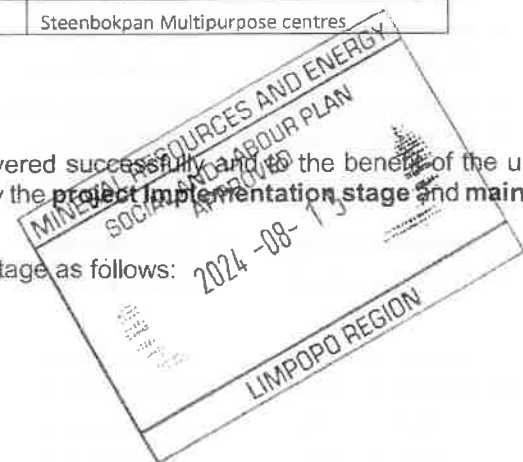 Steenbokpan Multipurpose centres
MINERAL RESOURCES AND ENERGY
SOCIAL AND LABOUR PLAN
APPROVED
vered successfully and to the benefit of the u
y the project implementation stage and main
2024 -08- 13
tage as follows:
LIMPOPO REGION